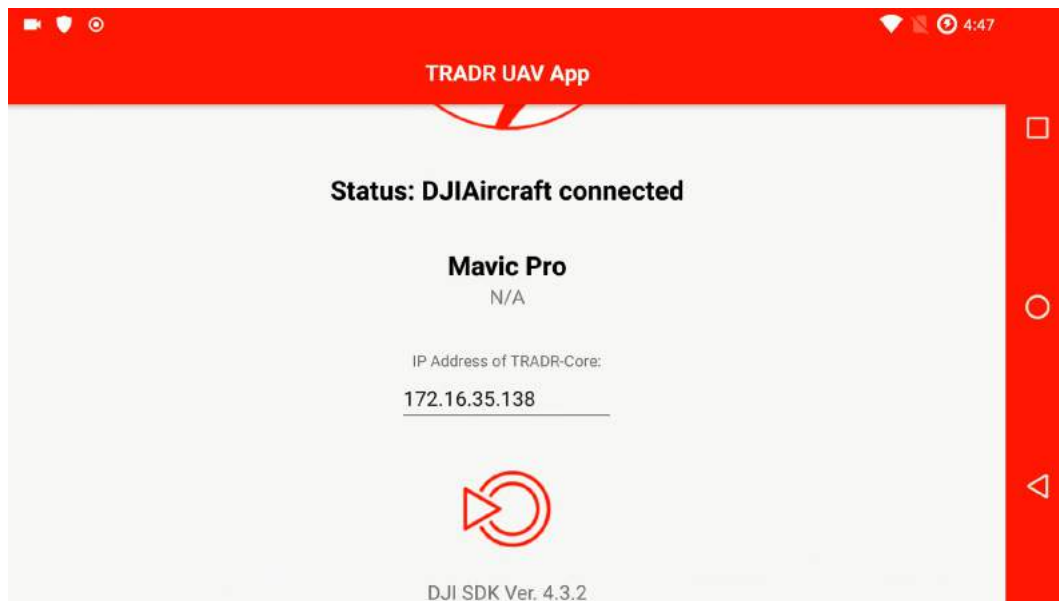 4:47
TRADR UAV App
Status: DJIAircraft connected
Mavic Pro
N/A
IP Address of TRADR-Core:
172.16.35.138
DJI SDK Ver. 4.3.2